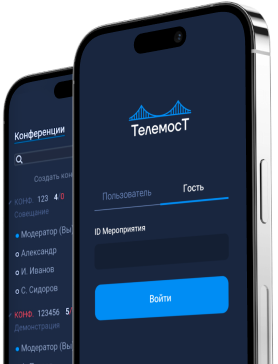 Конференции
Создать кон
КОНФ. 123 4/0
Совещание
Модератор (Вы
Александр
И. Иванов
С. Сидоров
КОНФ. 123456 5/
Демонстрация
Модератор (Вы
ТелемосТ
Пользователь Гость
ID Мероприятия
Войти